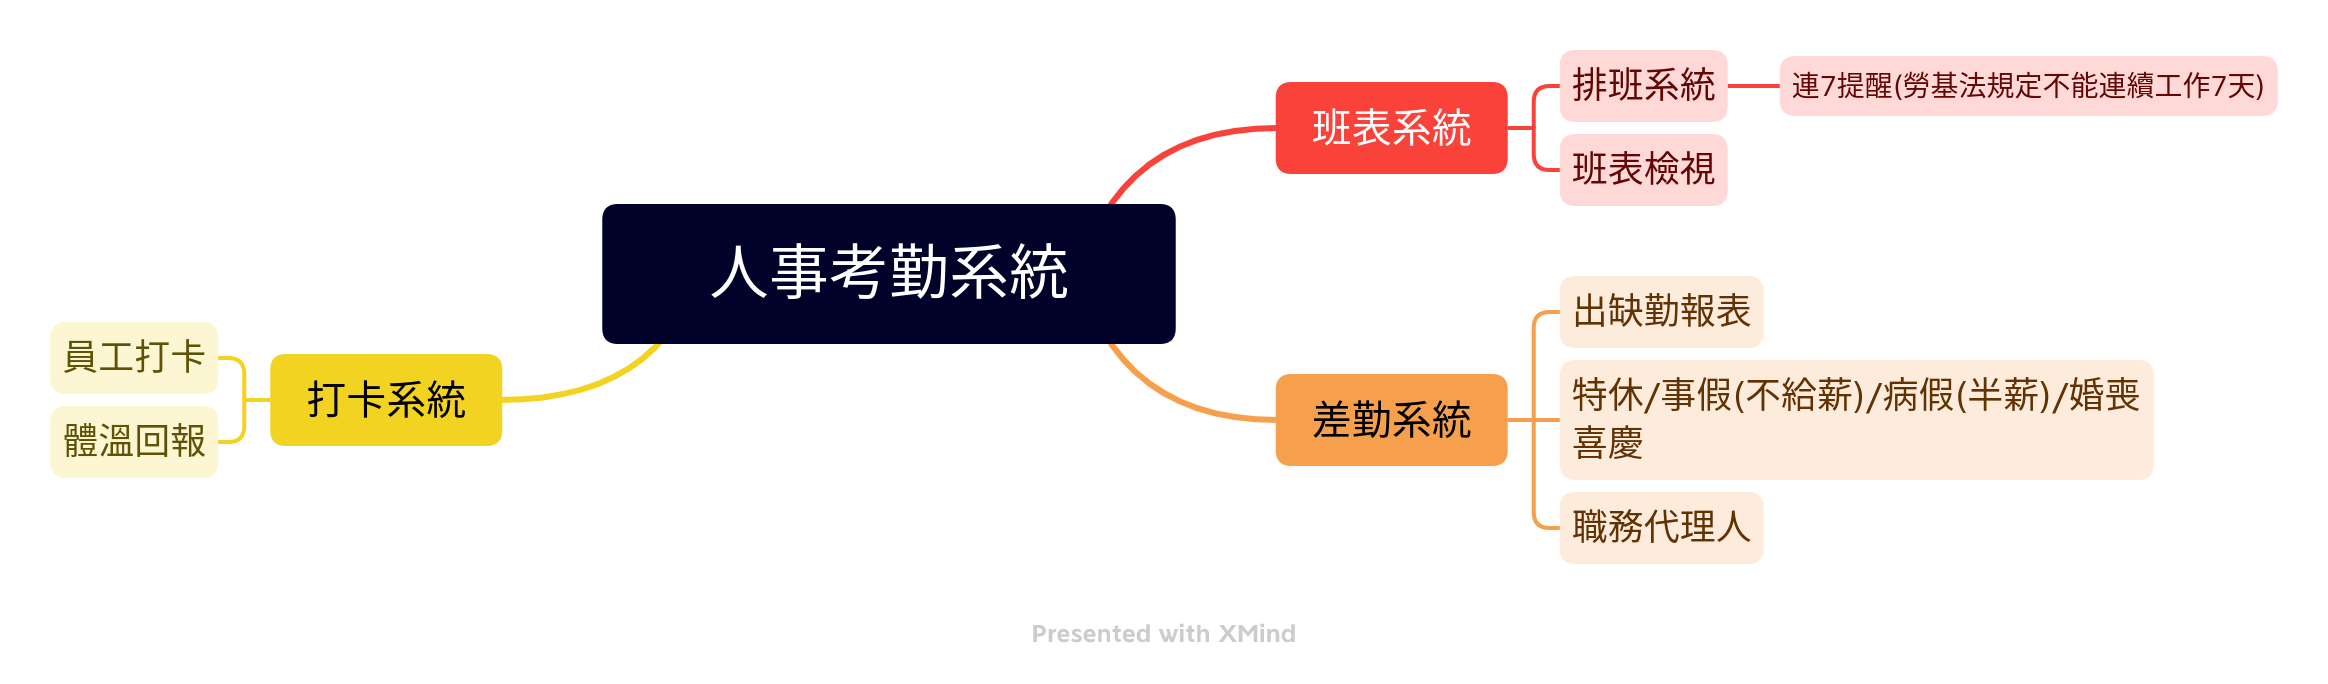 人事考勤系統
班表系統
排班系統
連7提醒(勞基法規定不能連續工作7天)
班表檢視
差勤系統
出缺勤報表
特休/事假(不給薪)/病假(半薪)/婚喪
喜慶
職務代理人
打卡系統
員工打卡
體溫回報
Presented with XMind